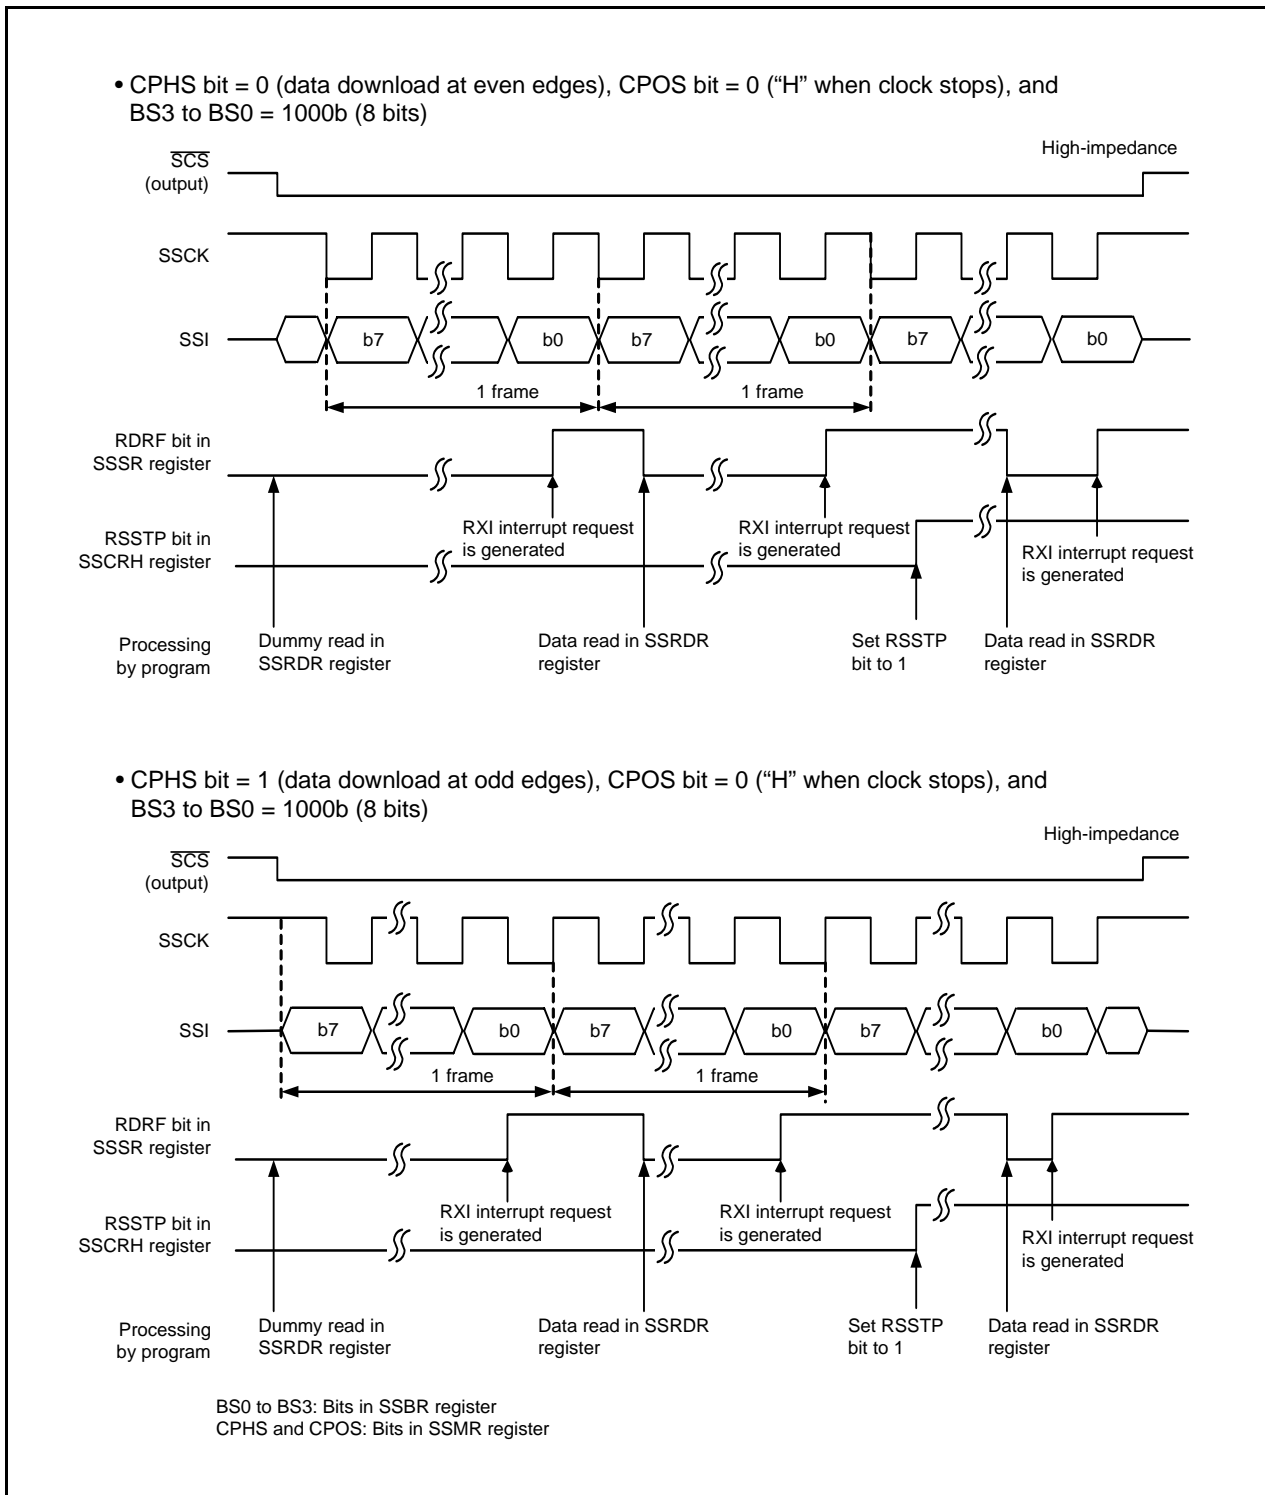 • CPHS bit = 0 (data download at even edges), CPOS bit = 0 (“H” when clock stops), and
BS3 to BS0 = 1000b (8 bits)
High-impedance
SCS
(output)
SSCK
SSI
b7
b0
b7
b0
b7
b0
1 frame
1 frame
RDRF bit in
SSSR register
RXI interrupt request
is generated
RXI interrupt request
is generated
RXI interrupt request
is generated
RSSTP bit in
SSCRH register
Processing
by program
Dummy read in
SSRDR register
Data read in SSRDR
register
Set RSSTP
bit to 1
Data read in SSRDR
register
• CPHS bit = 1 (data download at odd edges), CPOS bit = 0 (“H” when clock stops), and
BS3 to BS0 = 1000b (8 bits)
High-impedance
SCS
(output)
SSCK
SSI
b7
b0
b7
b0
b7
b0
1 frame
1 frame
RDRF bit in
SSSR register
RXI interrupt request
is generated
RXI interrupt request
is generated
RXI interrupt request
is generated
RSSTP bit in
SSCRH register
Processing
by program
Dummy read in
SSRDR register
Data read in SSRDR
register
Set RSSTP
bit to 1
Data read in SSRDR
register
BS0 to BS3: Bits in SSBR register
CPHS and CPOS: Bits in SSMR register